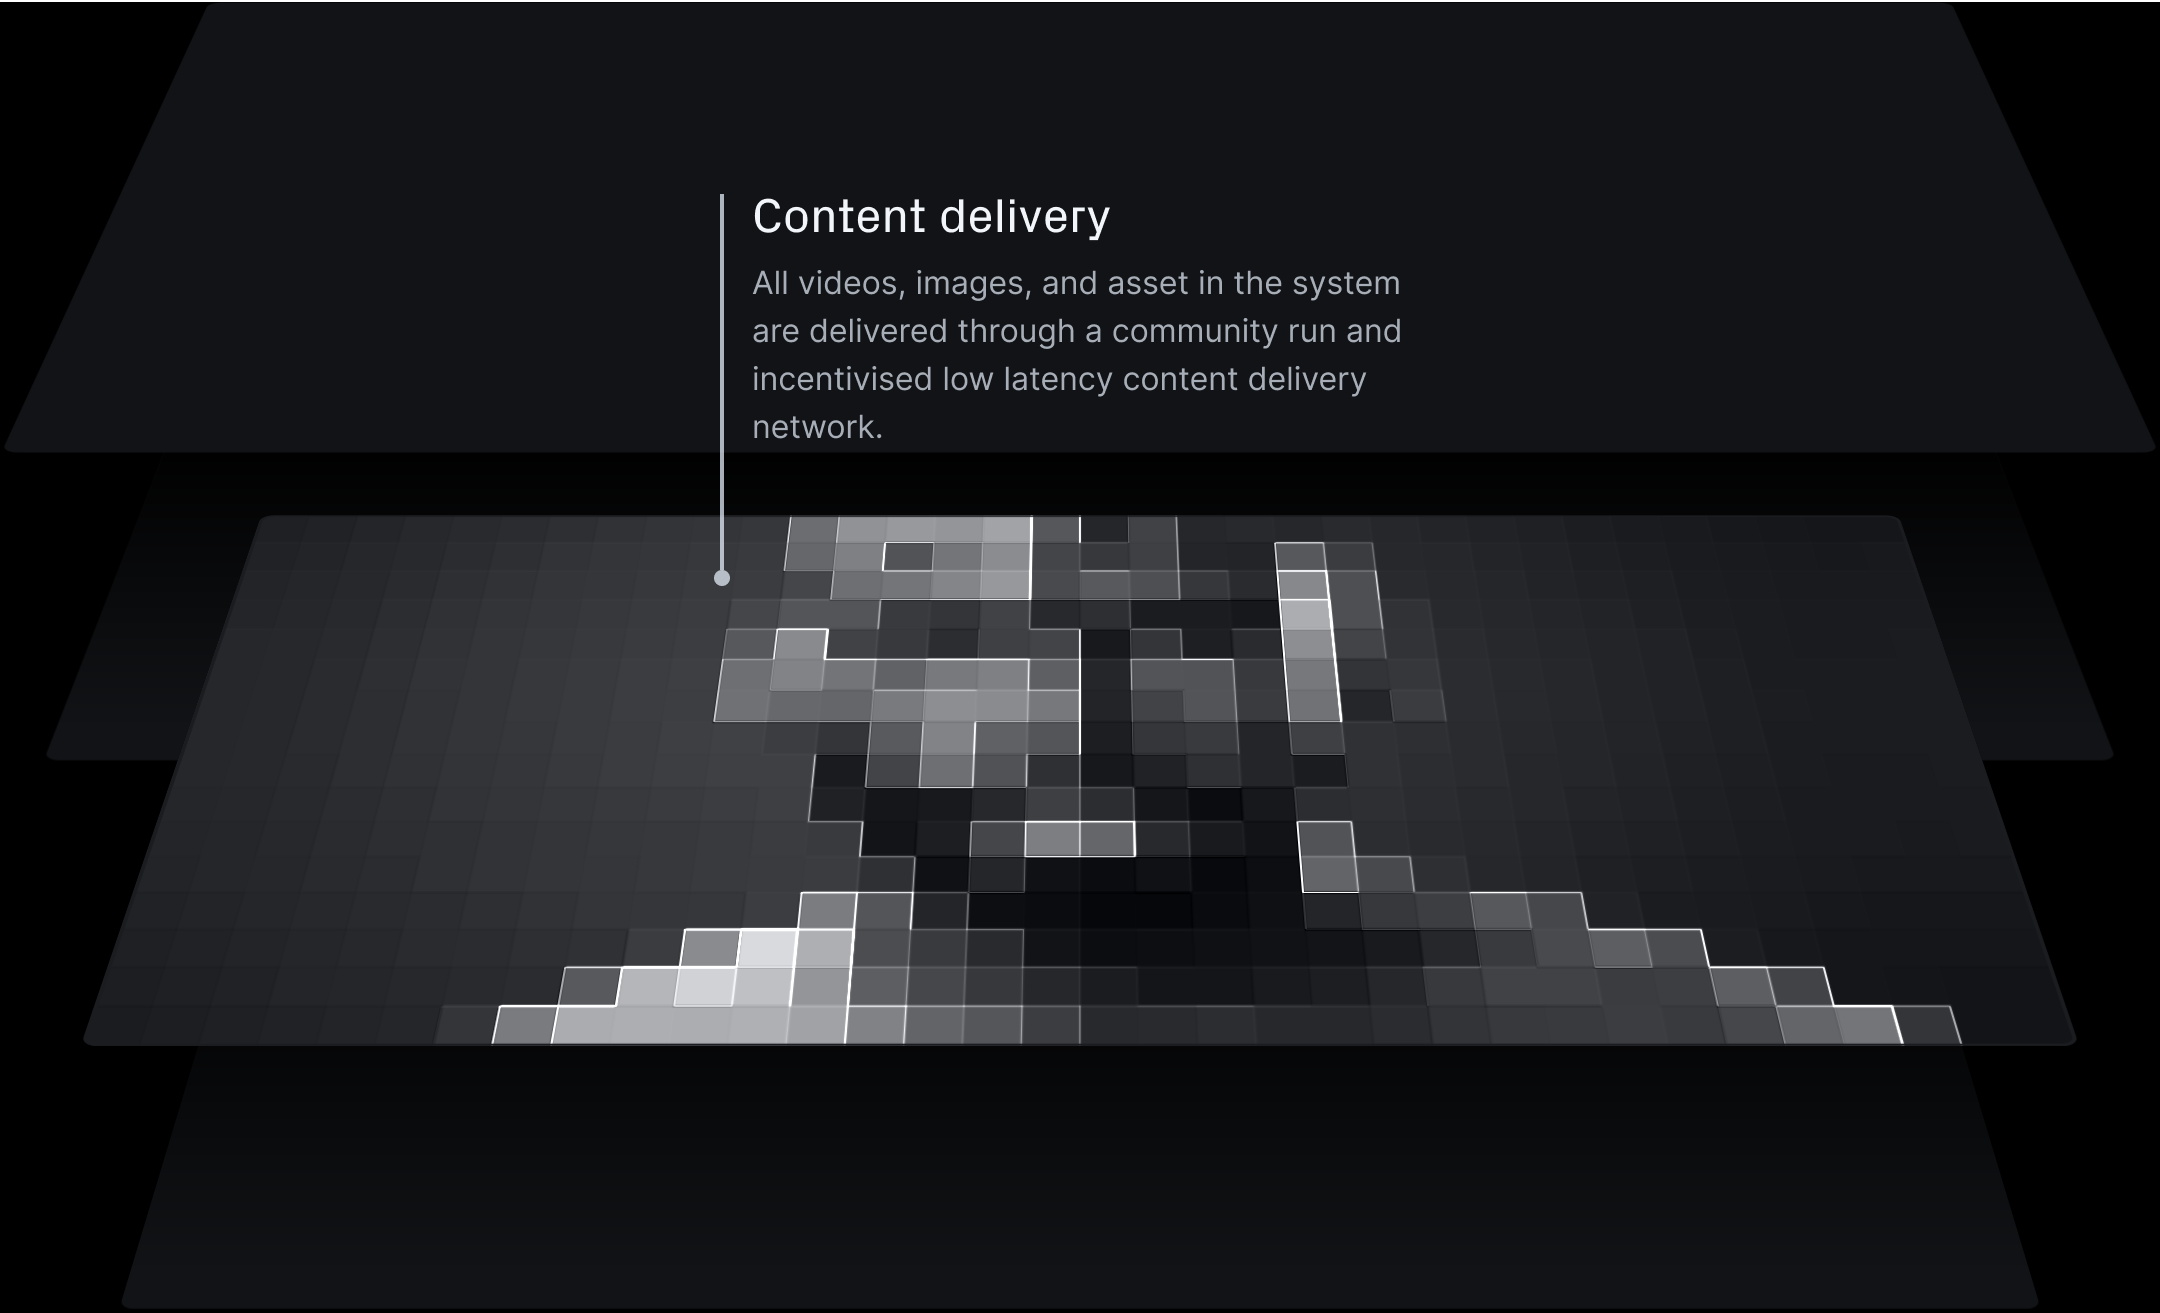 Content delivery
All videos, images, and asset in the system
are delivered through a community run and
incentivised low latency content delivery
network.